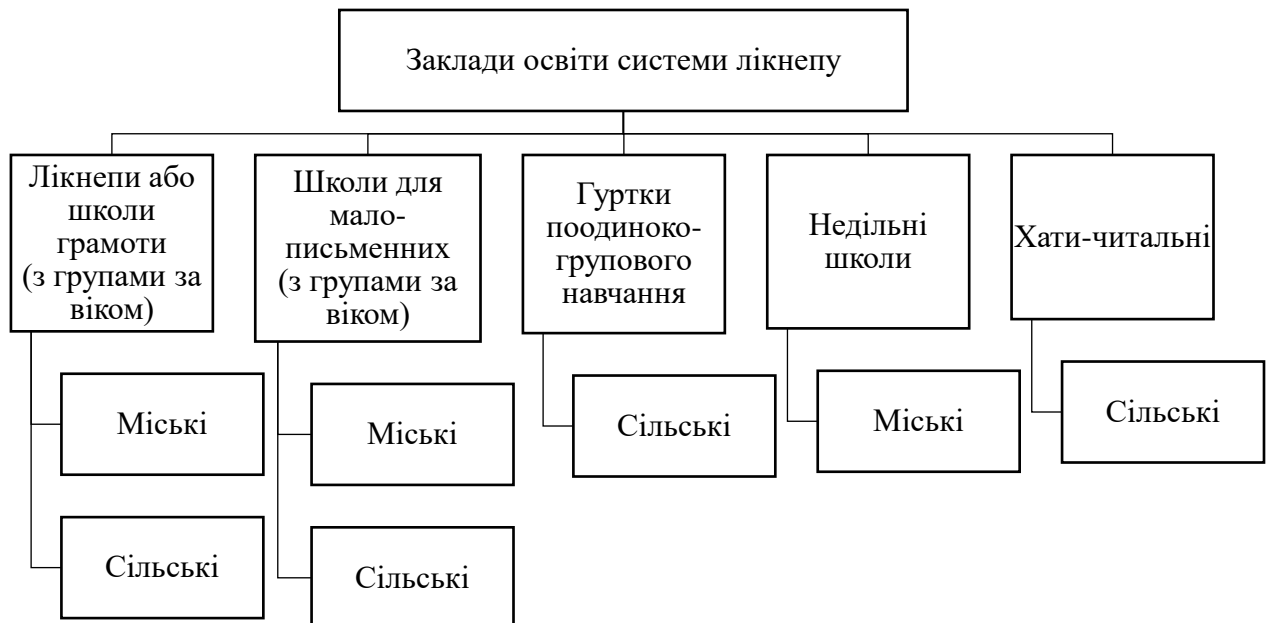 Заклади освіти системи лікнепу
Лікнепи або
школи
грамоти
(з групами за
віком)
Школи для
мало-
письменних
(з групами за
віком)
Гуртки
поодиноко-
групового
навчання
Недільні
школи
Хати-читальні
Міські
Сільські
Міські
Сільські
Сільські
Міські
Сільські